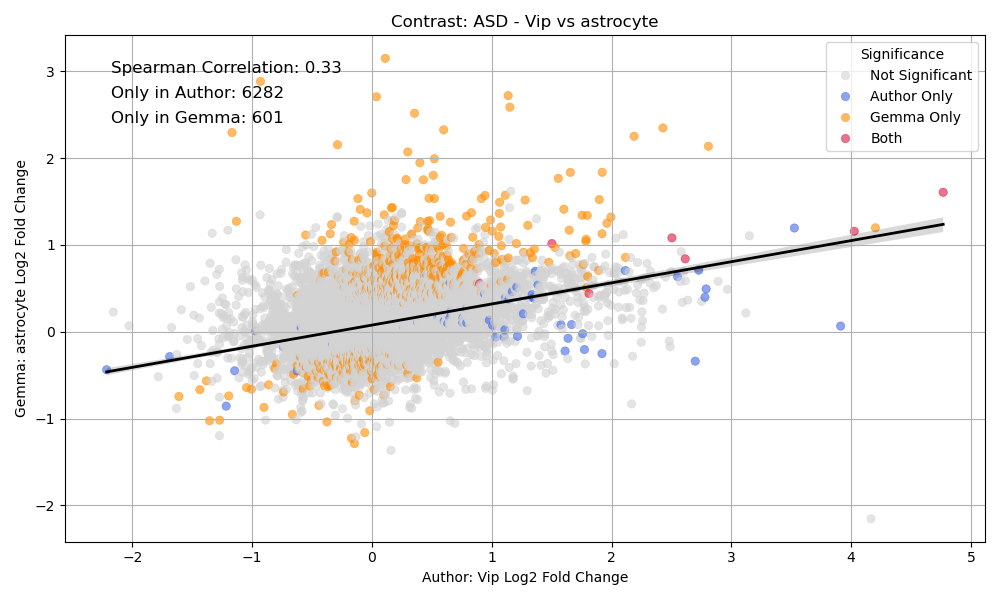 Contrast: ASD - Vip vs astrocyte
Spearman Correlation: 0.33
Only in Author: 6282
Only in Gemma: 601
Significance
Not Significant
Author Only
Gemma Only
Both
Gemma: astrocyte Log2 Fold Change
3
2
1
0
−1
−2
−2 −1 0 1 2 3 4 5
Author: Vip Log2 Fold Change